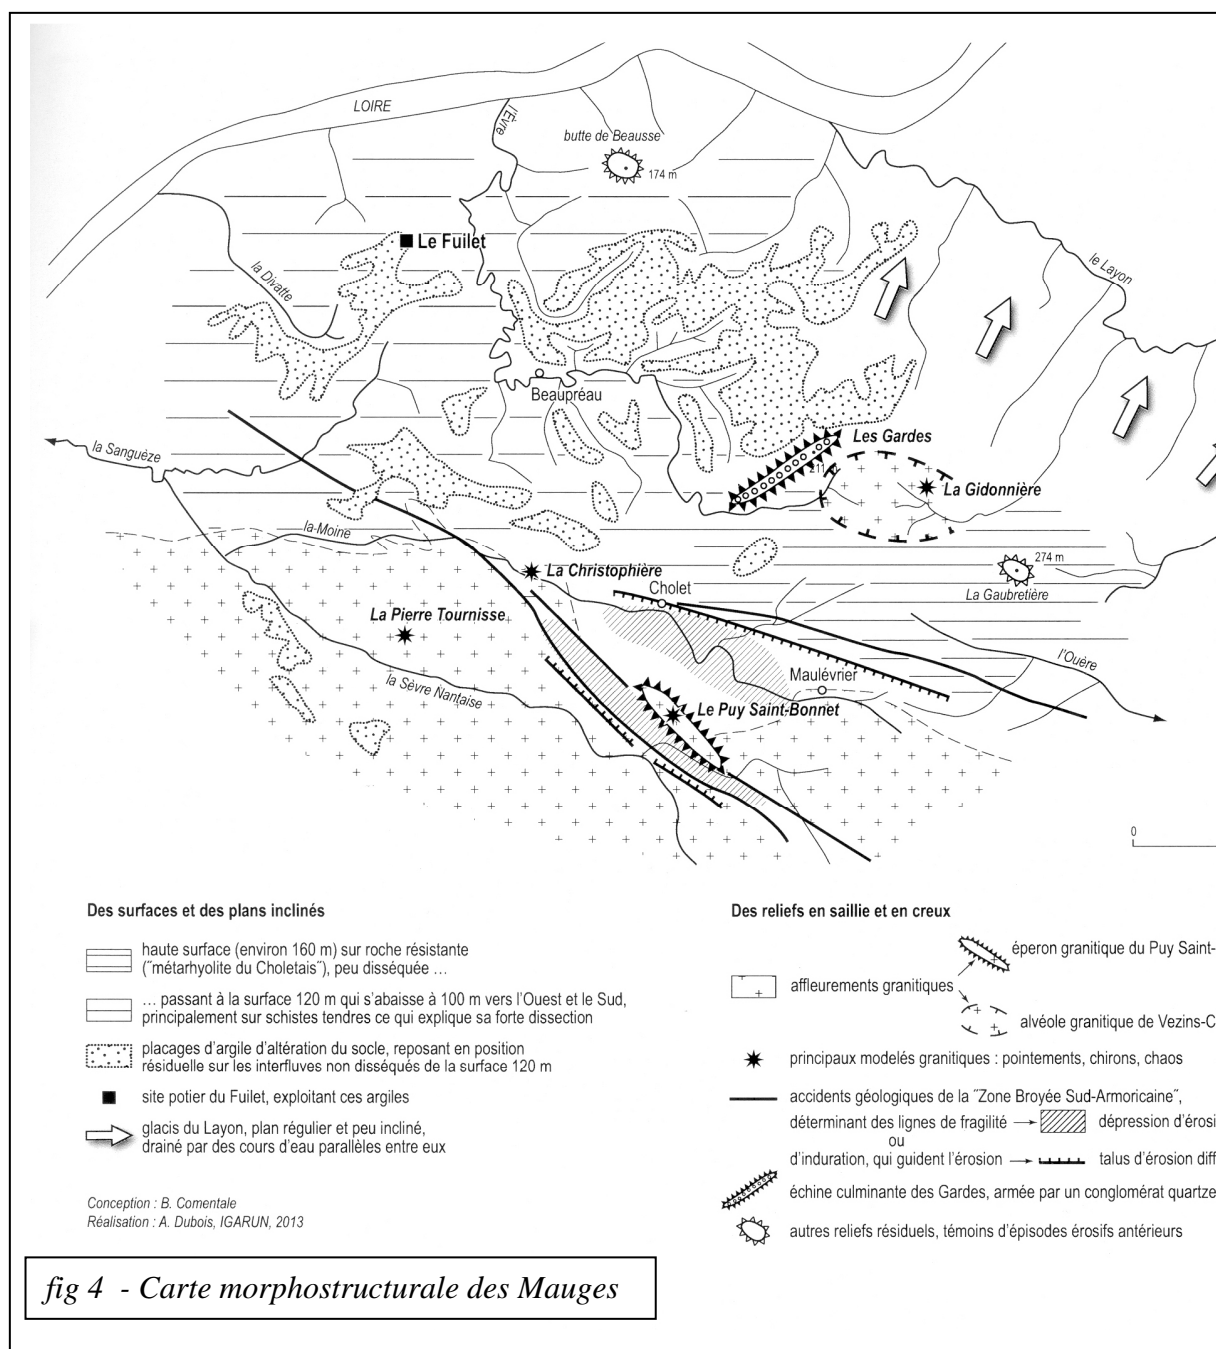 LOIRE
l'Èvre
butte de Beausse
174 m
Le Fuilet
la Divatte
le Layon
Beaupréau
la Sanguèze
Les Gardes
211
La Gidonnière
la Moine
La Christophière
274 m
La Gaubretière
Cholet
La Pierre Tournisse
l'Ouère
Maulévrier
la Sèvre Nantaise
Le Puy Saint-Bonnet
0
Des surfaces et des plans inclinés
haute surface (environ 160 m) sur roche résistante
("métarhyolite du Choletais"), peu disséquée ...
... passant à la surface 120 m qui s'abaisse à 100 m vers l'Ouest et le Sud,
principalement sur schistes tendres ce qui explique sa forte dissection
placages d'argile d'altération du socle, reposant en position
résiduelle sur les interfluves non disséqués de la surface 120 m
site potier du Fuilet, exploitant ces argiles
glacis du Layon, plan régulier et peu incliné,
drainé par des cours d'eau parallèles entre eux
Conception : B. Comentale
Réalisation : A. Dubois, IGARUN, 2013
Des reliefs en saillie et en creux
éperon granitique du Puy Saint-
affleurements granitiques
alvéole granitique de Vezins-C
principaux modelés granitiques : pointements, chirons, chaos
accidents géologiques de la "Zone Broyée Sud-Armoricaine",
déterminant des lignes de fragilité dépression d'érosi
ou
d'induration, qui guident l'érosion talus d'érosion diff
échine culminante des Gardes, armée par un conglomérat quartze
autres reliefs résiduels, témoins d'épisodes érosifs antérieurs
fig 4 - Carte morphostructurale des Mauges